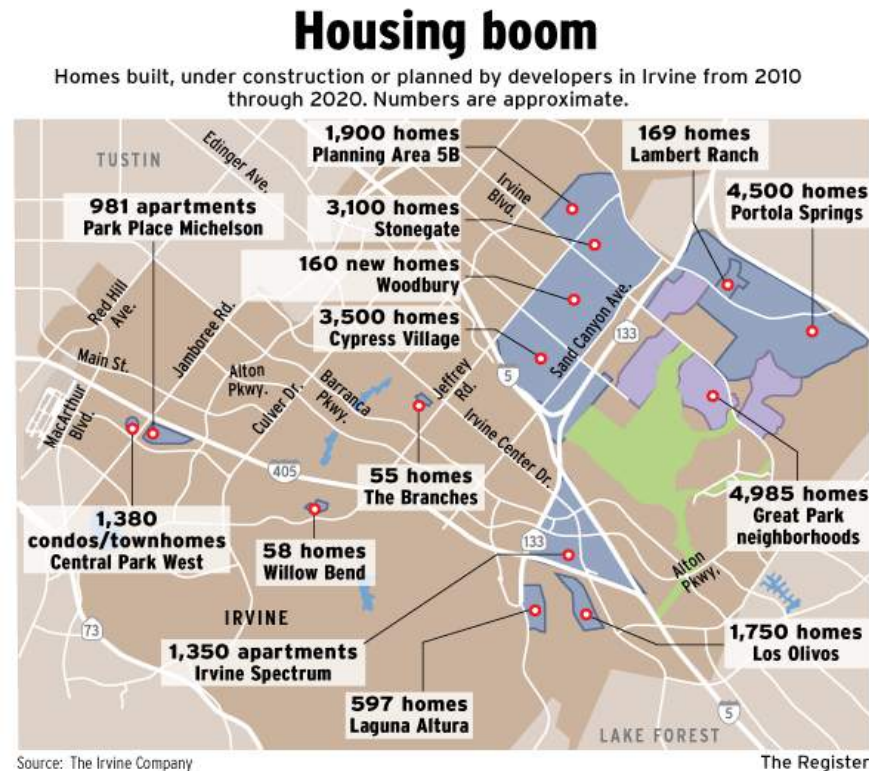 Housing boom
Homes built, under construction or planned by developers in Irvine from 2010
through 2020. Numbers are approximate.
TUSTIN
Edinger Ave.
1,900 homes
Planning Area 5B
Irvine
Blvd.
169 homes
Lambert Ranch
981 apartments
Park Place Michelson
3,100 homes
Stonegate
4,500 homes
Portola Springs
160 new homes
Woodbury
Red Hill
Ave.
Jamboree Rd.
3,500 homes
Cypress Village
Sand Canyon Ave.
133
Main St.
MacArthur
Blvd.
Alton
Pkwy.
Culver Dr.
Barranca
Pkwy.
Jeffrey
Rd.
5
Irvine Center Dr.
405
55 homes
The Branches
4,985 homes
Great Park
neighborhoods
1,380
condos/townhomes
Central Park West
58 homes
Willow Bend
133
Alton
Pkwy.
73
IRVINE
1,350 apartments
Irvine Spectrum
1,750 homes
Los Olivos
597 homes
Laguna Altura
5
LAKE FOREST
Source: The Irvine Company
The Register